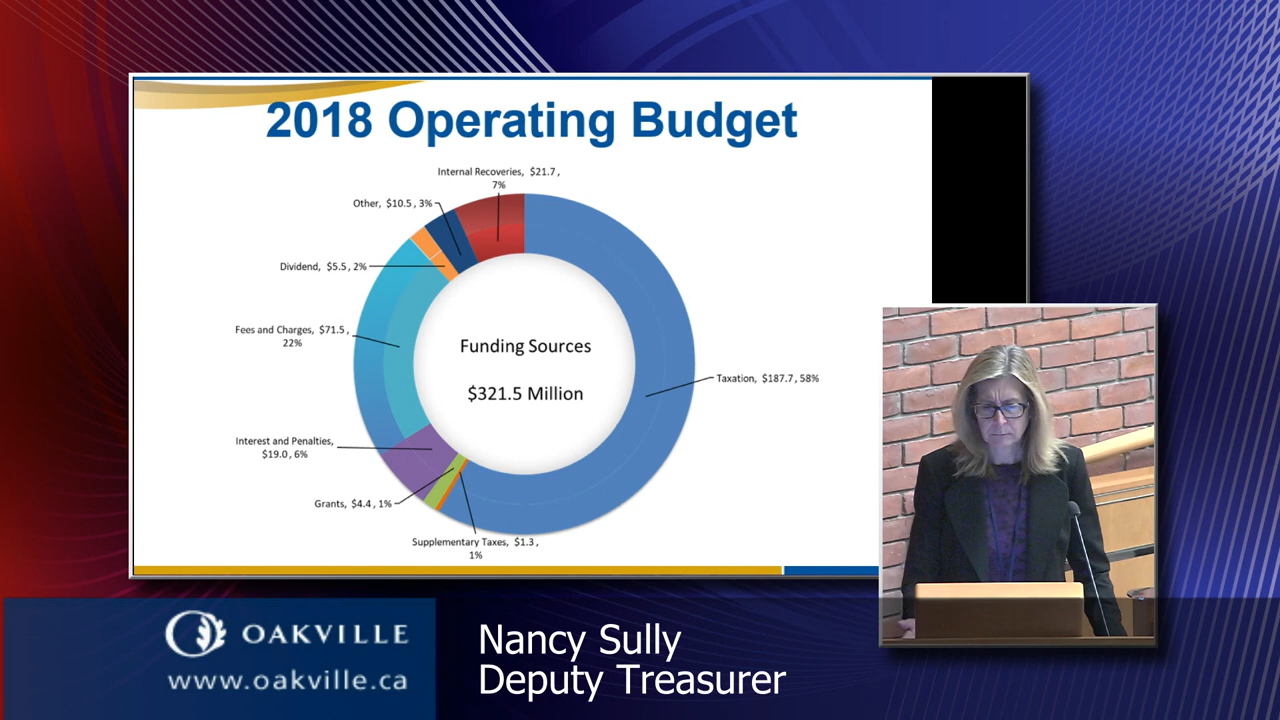 2018 Operating Budget
Internal Recoveries, $21.7,
7%
Other, $10.5, 3%
Dividend, $5.5, 2%
Fees and Charges, $71.5,
22%
Funding Sources
$321.5 Million
Taxation, $187.7, 58%
Interest and Penalties,
$19.0, 6%
Grants, $4.4, 1%
Supplementary Taxes, $1.3,
1%
OAKVILLE
www.oakville.ca
Nancy Sully
Deputy Treasurer